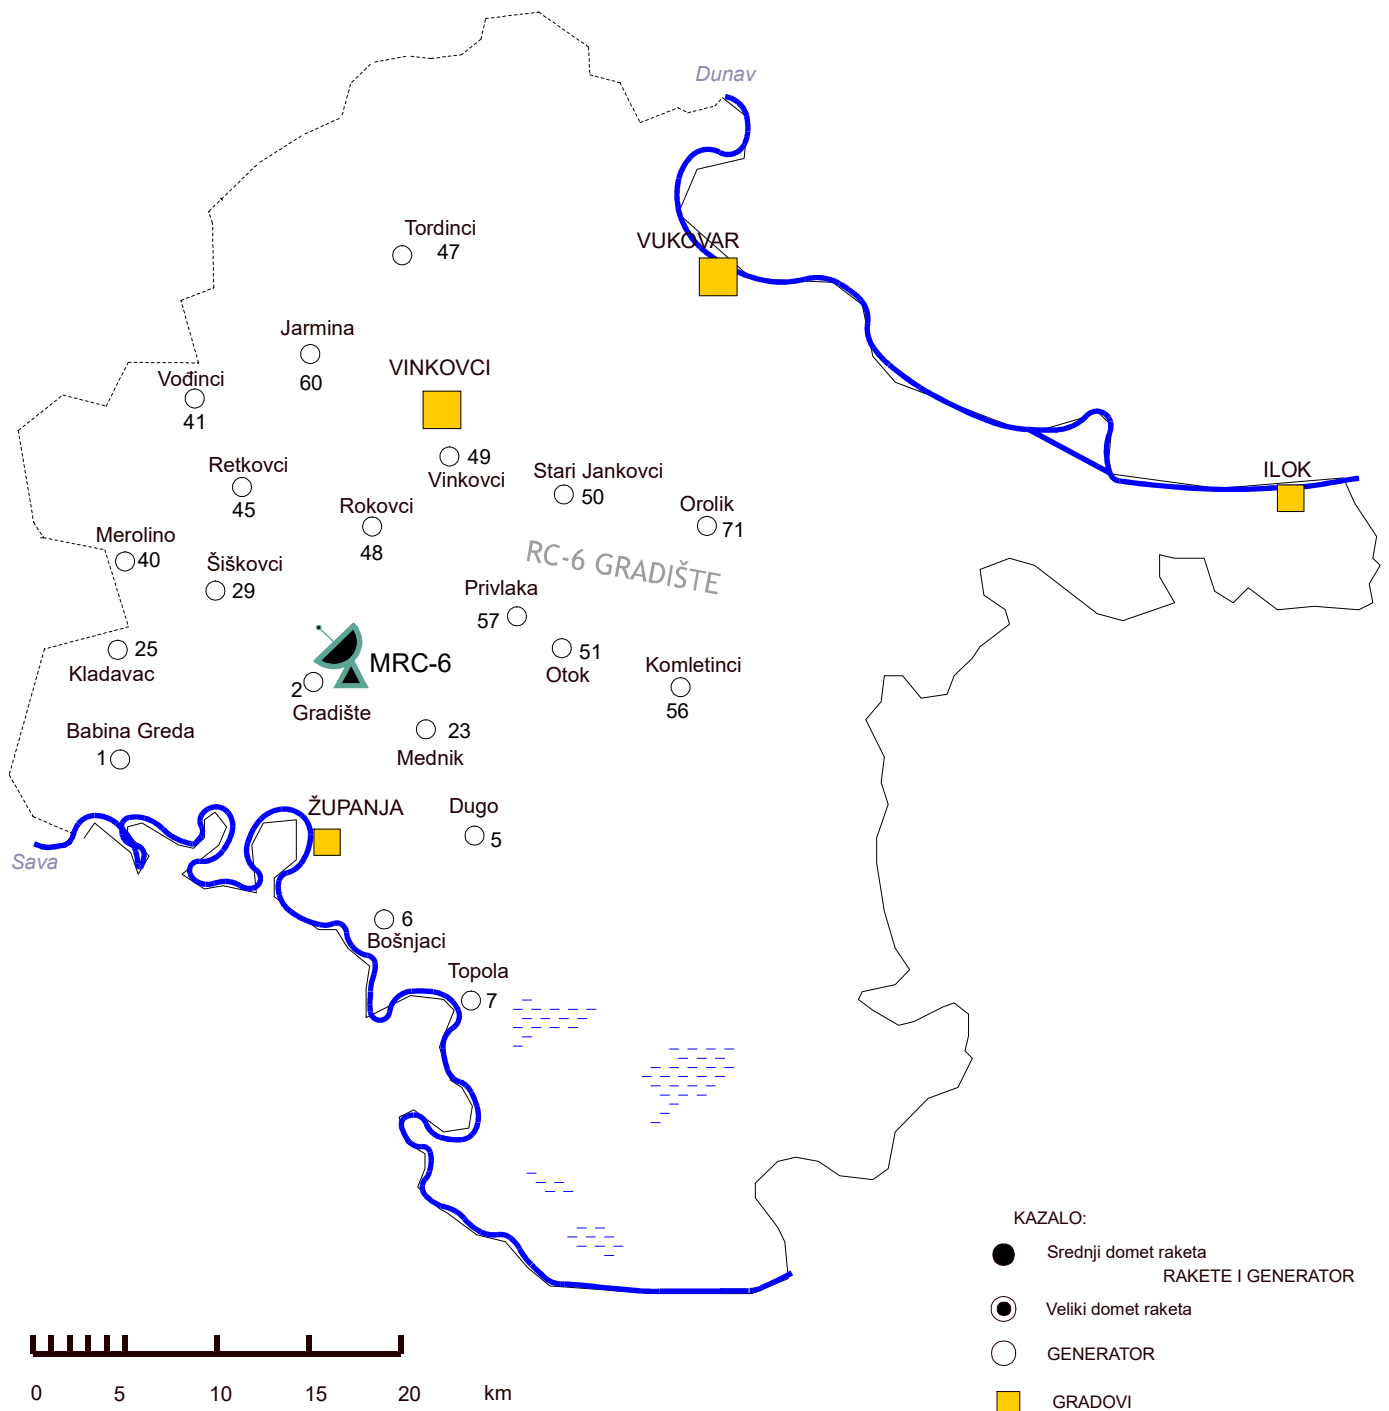 Dunav
Tordinci
47
VUKOVAR
Jarmina
60
VINKOVCI
Vođinci
41
49
Vinkovci
Retkovci
45
Stari Jankovci
50
ILOK
Rokovci
48
Orolik
71
Merolino
40
Šiškovci
29
RC-6 GRADIŠTE
Privlaka
57
25
Kladavac
MRC-6
51
Otok
Komletinci
56
2
Gradište
23
Mednik
Babina Greda
1
ŽUPANJA
Dugo
5
Sava
6
Bošnjaci
Topola
7
KAZALO:
Srednji domet raketa
RAKETE I GENERATOR
Veliki domet raketa
GENERATOR
GRADOVI
0 5 10 15 20 km